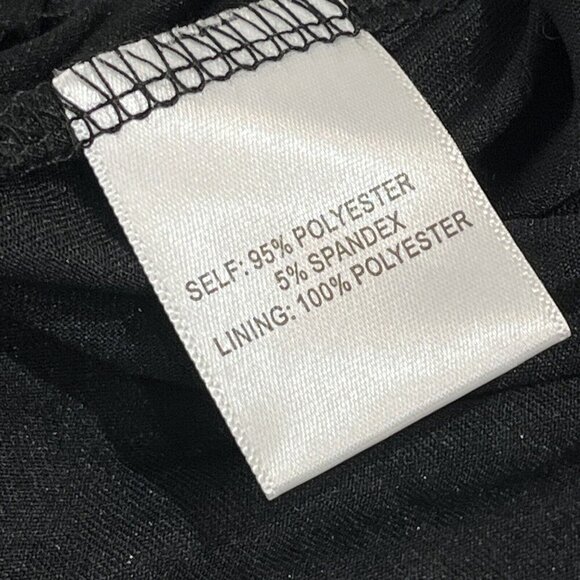 SELF: 95% POLYESTER
5% SPANDEX
LINING: 100% POLYESTER